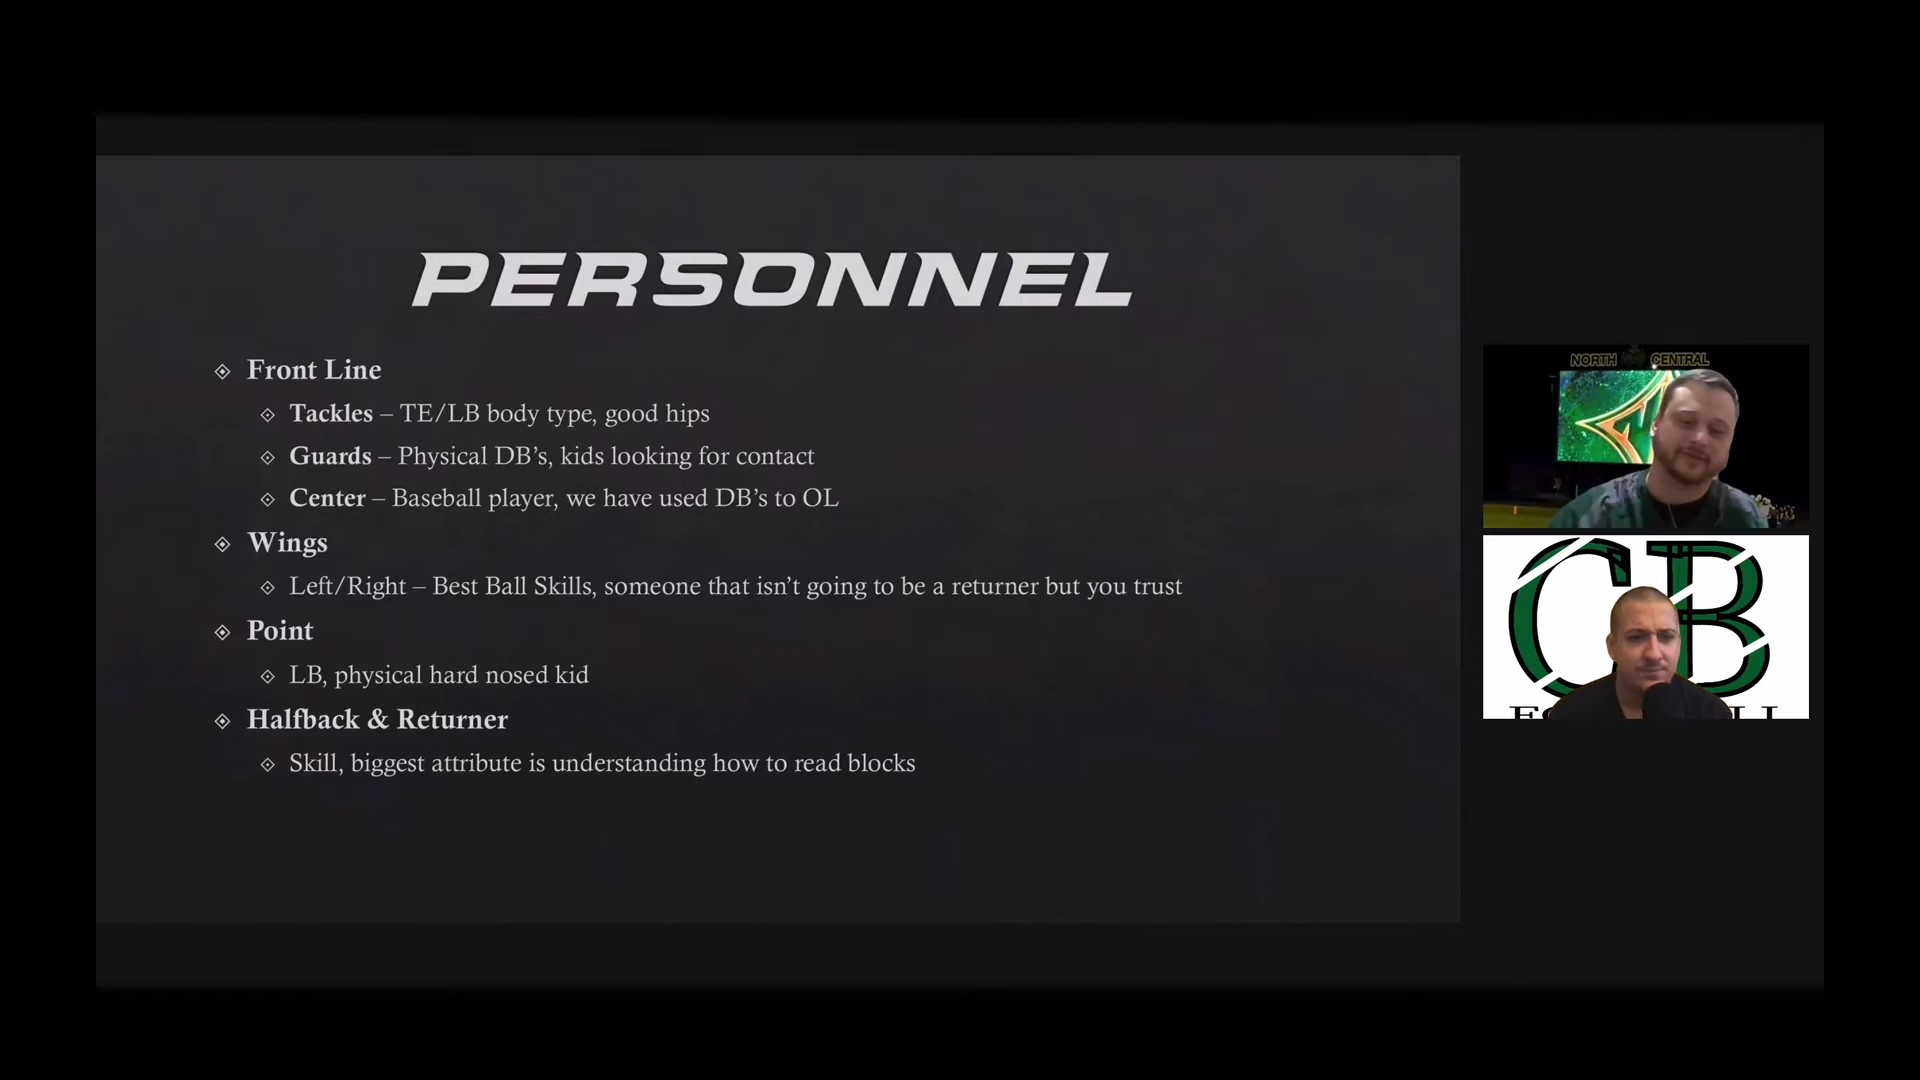 PERSONNEL
Front Line
Tackles – TE/LB body type, good hips
Guards – Physical DB’s, kids looking for contact
Center – Baseball player, we have used DB’s to OL
Wings
Left/Right – Best Ball Skills, someone that isn’t going to be a returner but you trust
Point
LB, physical hard nosed kid
Halfback & Returner
Skill, biggest attribute is understanding how to read blocks
NORTH CENTRAL
CB